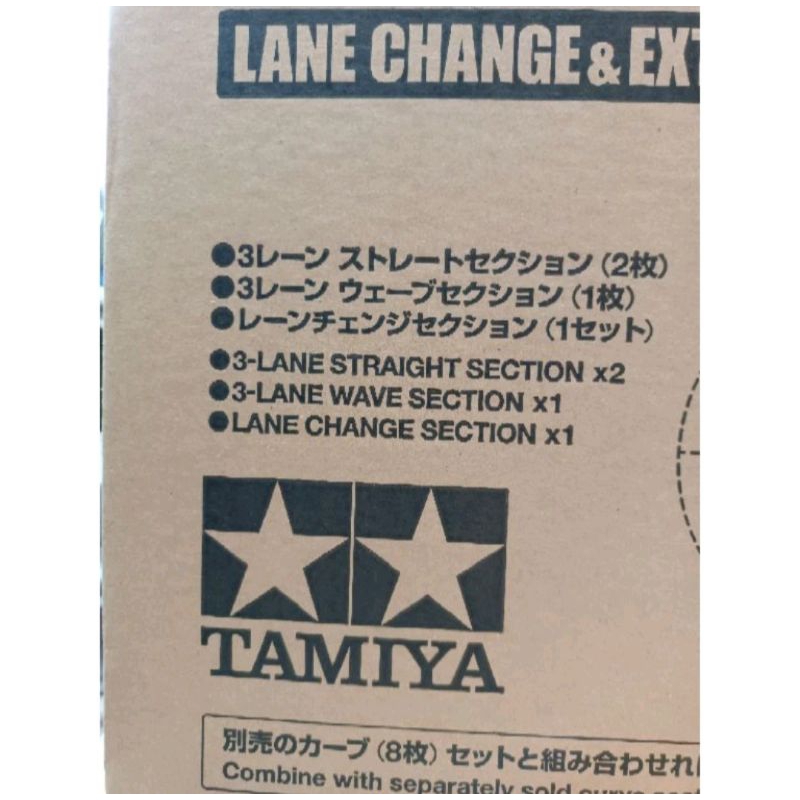 LANE CHANGE & EXT
●3レーン ストレートセクション (2枚)
●3レーン ウェーブセクション (1枚)
●レーンチェンジセクション (1セット)
●3-LANE STRAIGHT SECTION x2
●3-LANE WAVE SECTION x1
●LANE CHANGE SECTION x1
TAMIYA
別売のカーブ (8枚) セットと組み合わせれ
Combine with separately sold curve